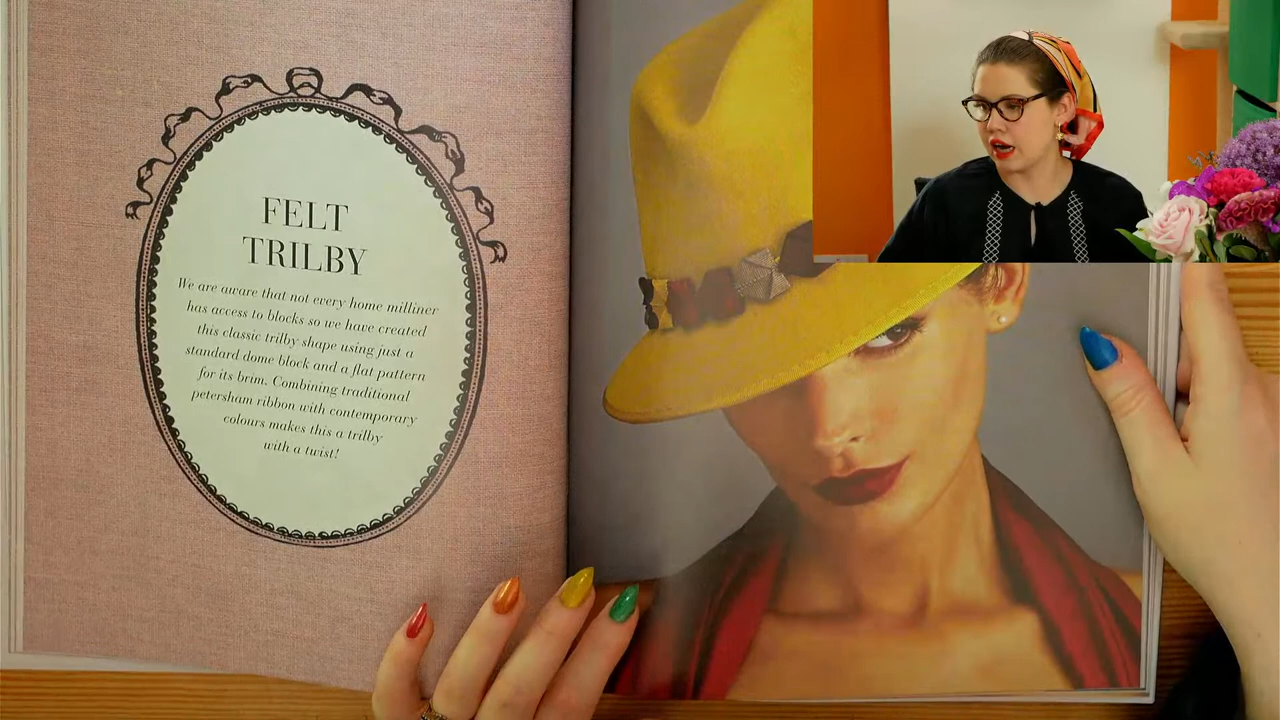 FELT
TRILBY
We are aware that not every home milliner
has access to blocks so we have created
this classic trilby shape using just a
standard dome block and a flat pattern
for its brim. Combining traditional
petersham ribbon with contemporary
colours makes this a trilby
with a twist!